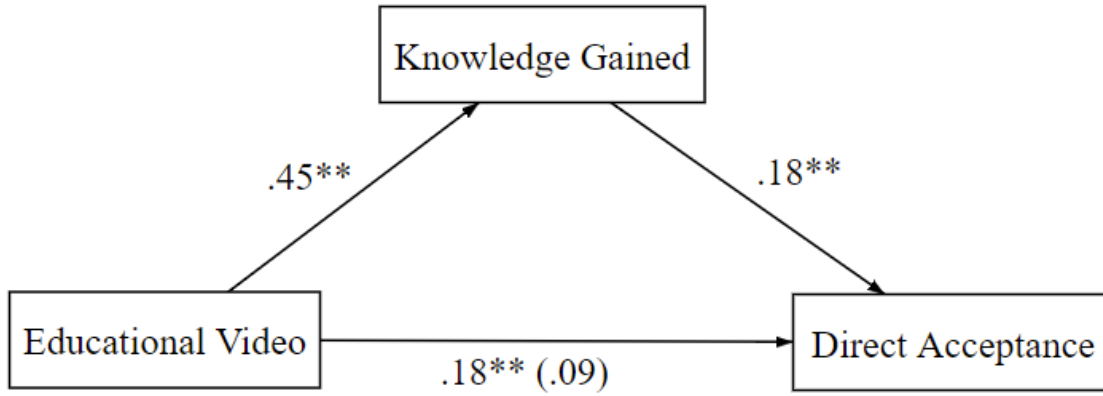 Knowledge Gained
.45**
.18**
Educational Video
.18** (.09)
Direct Acceptance